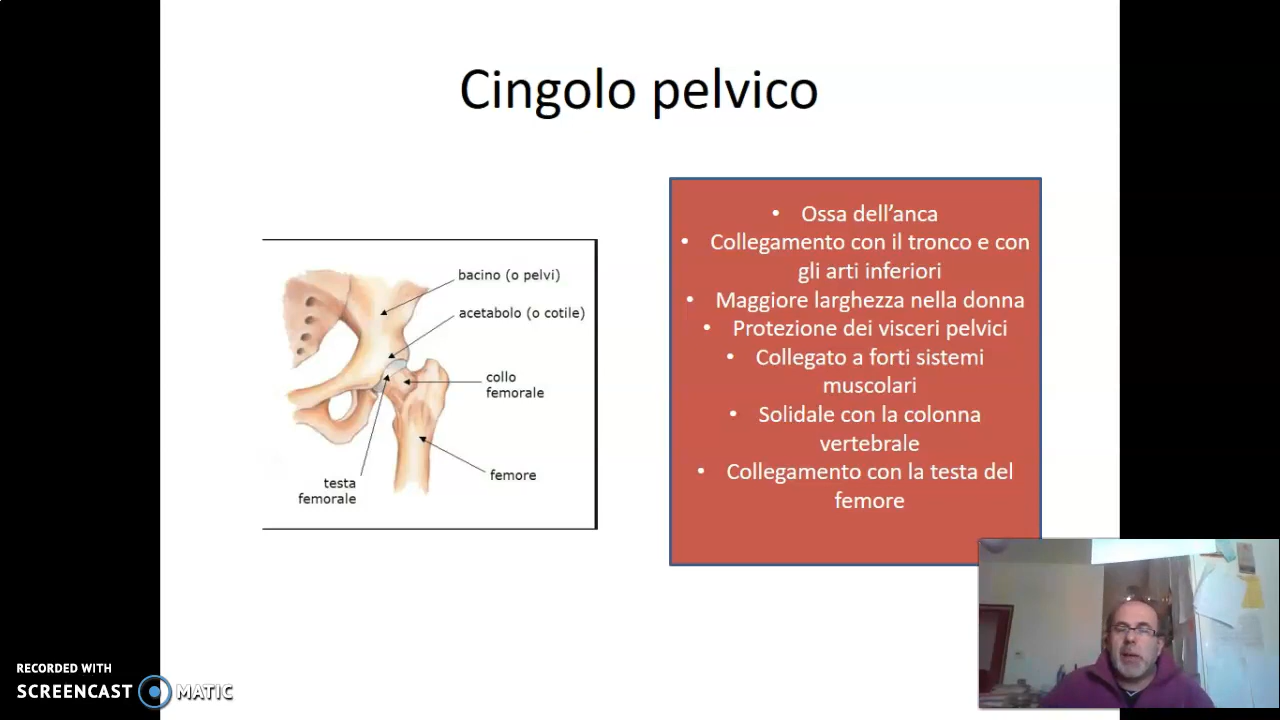 Cingolo pelvico
bacino (o pelvi)
acetabolo (o cotile)
collo
femorale
femore
testa
femorale
• Ossa dell’anca
• Collegamento con il tronco e con
gli arti inferiori
• Maggiore larghezza nella donna
• Protezione dei visceri pelvici
• Collegato a forti sistemi
muscolari
• Solidale con la colonna
vertebrale
• Collegamento con la testa del
femore
RECORDED WITH
SCREENCAST MATIC